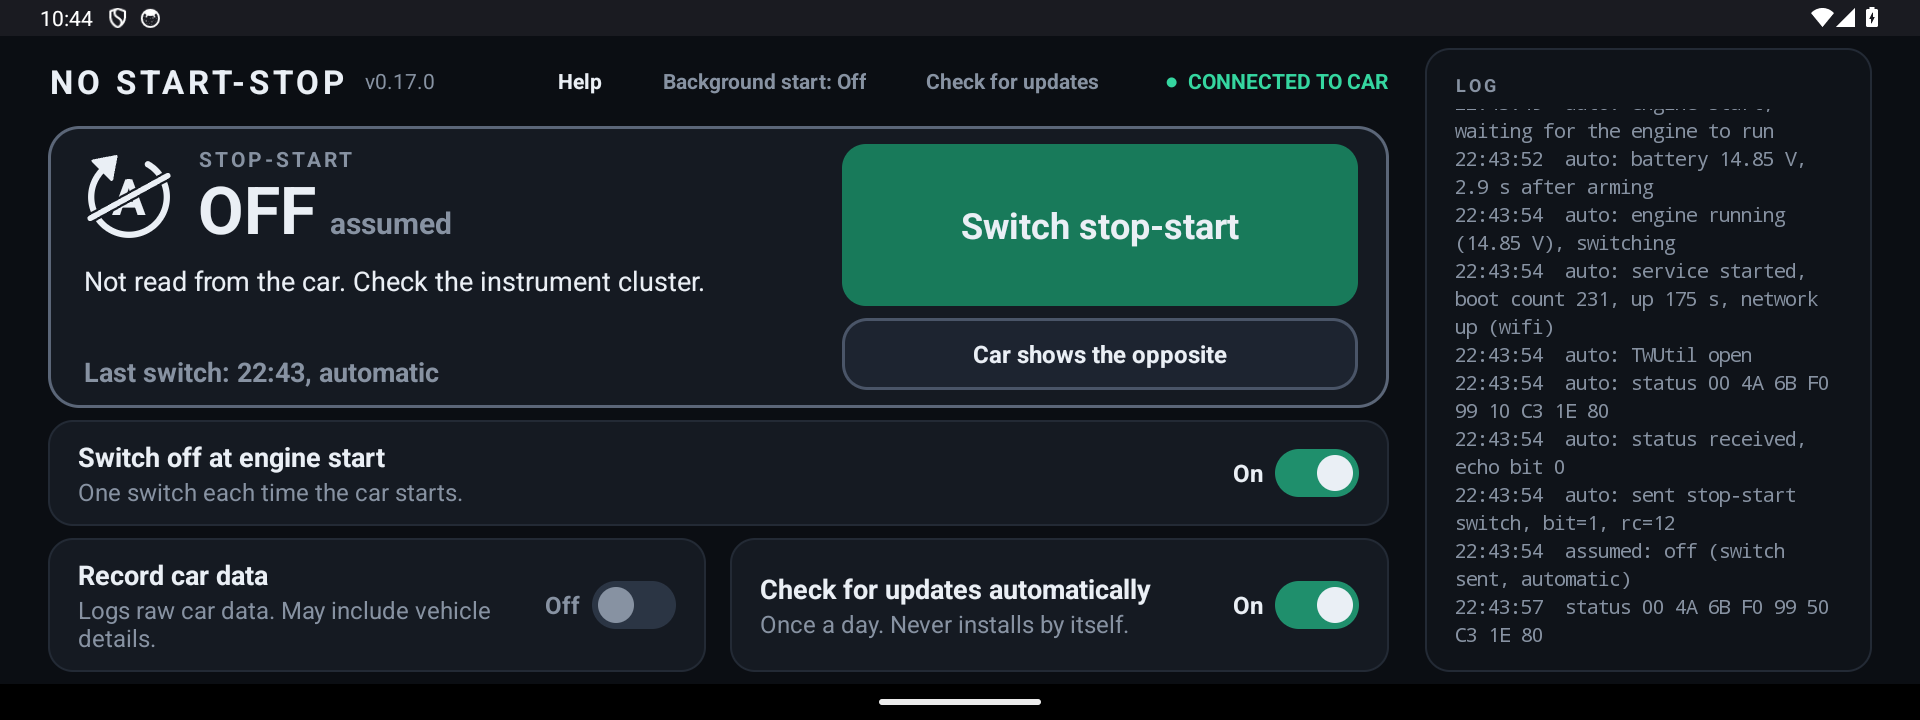 10:44
NO START-STOP v0.17.0 Help Background start: Off Check for updates ● CONNECTED TO CAR
STOP-START
A
OFF assumed
Not read from the car. Check the instrument cluster.
Last switch: 22:43, automatic
Switch stop-start
Car shows the opposite
Switch off at engine start
One switch each time the car starts.
On
Record car data
Logs raw car data. May include vehicle
details.
Off
Check for updates automatically
Once a day. Never installs by itself.
On
LOG
waiting for the engine to run
22:43:52 auto: battery 14.85 V,
2.9 s after arming
22:43:54 auto: engine running
(14.85 V), switching
22:43:54 auto: service started,
boot count 231, up 175 s, network
up (wifi)
22:43:54 auto: TWUtil open
22:43:54 auto: status 00 4A 6B F0
99 10 C3 1E 80
22:43:54 auto: status received,
echo bit 0
22:43:54 auto: sent stop-start
switch, bit=1, rc=12
22:43:54 assumed: off (switch
sent, automatic)
22:43:57 status 00 4A 6B F0 99 50
C3 1E 80